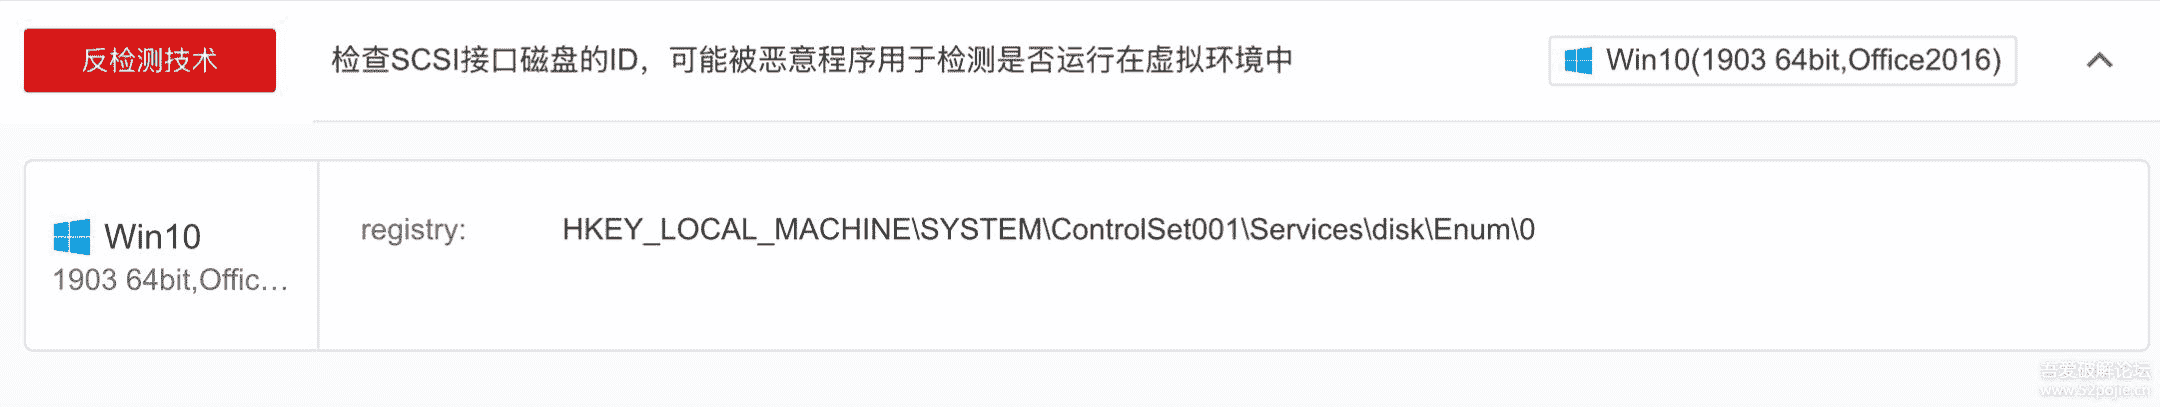 反检测技术
检查SCSI接口磁盘的ID，可能被恶意程序用于检测是否运行在虚拟环境中
Win10(1903 64bit,Office2016)
Win10
1903 64bit,Offic…
registry:
HKEY_LOCAL_MACHINE\SYSTEM\ControlSet001\Services\disk\Enum\0
吾爱破解论坛
www.52pojie.cn